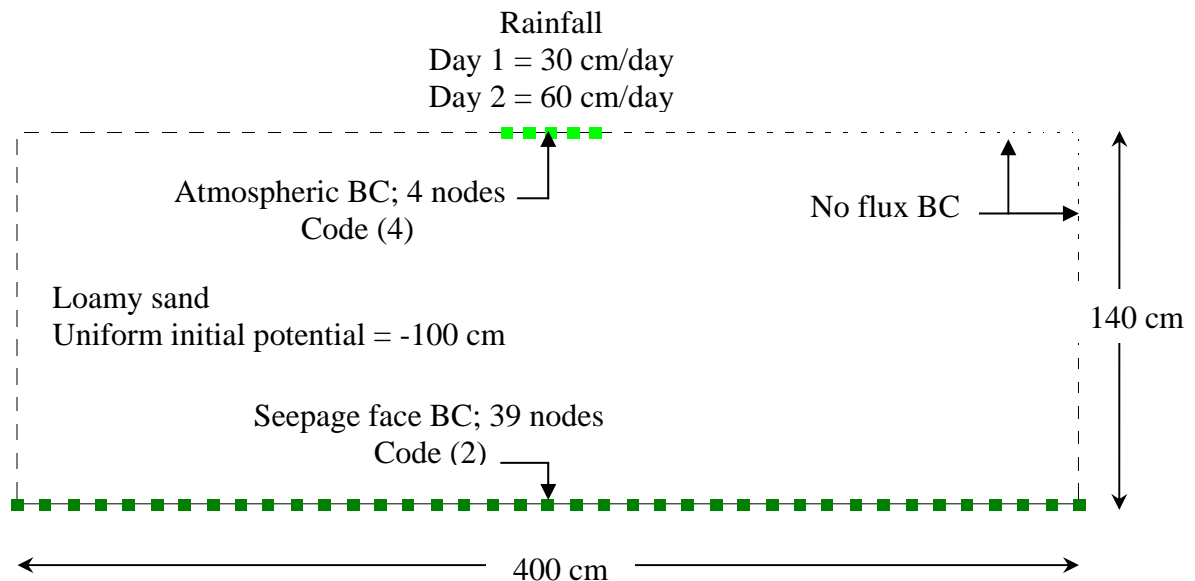 Rainfall
Day 1 = 30 cm/day
Day 2 = 60 cm/day
Atmospheric BC; 4 nodes
Code (4)
No flux BC
Loamy sand
Uniform initial potential = -100 cm
140 cm
Seepage face BC; 39 nodes
Code (2)
400 cm